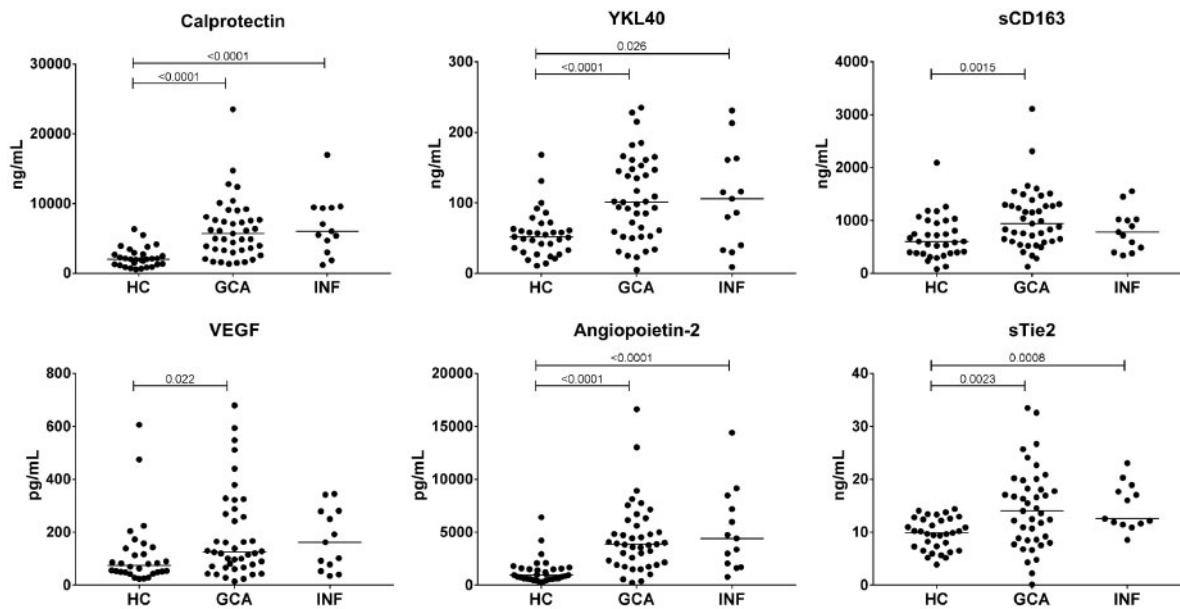 Calprotectin
<0.0001
<0.0001
30000
20000
10000
0
ng/mL
HC GCA INF
YKL40
0.026
<0.0001
300
200
100
0
ng/mL
HC GCA INF
sCD163
0.0015
4000
3000
2000
1000
0
ng/mL
HC GCA INF
VEGF
0.022
800
600
400
200
0
pg/mL
HC GCA INF
Angiopoietin-2
<0.0001
<0.0001
20000
15000
10000
5000
0
pg/mL
HC GCA INF
sTie2
0.0023
40
30
20
10
0
ng/mL
HC GCA INF